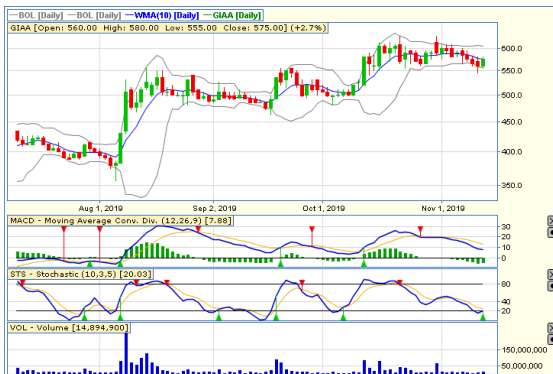 BOL [Daily] BOL [Daily] WMA(10) [Daily] GIAA [Daily]
GIAA [Open: 560.00 High: 580.00 Low: 555.00 Close: 575.00] (+2.7%)
600.0
550.0
500.0
450.0
400.0
350.0
Aug 1, 2019 Sep 2, 2019 Oct 1, 2019 Nov 1, 2019
MACD - Moving Average Conv. Div. (12,26,9) [7.88]
30
20
10
0
STS - Stochastic (10,3,5) [20.03]
80
40
20
VOL - Volume [14,894,900]
150,000,000
50,000,000